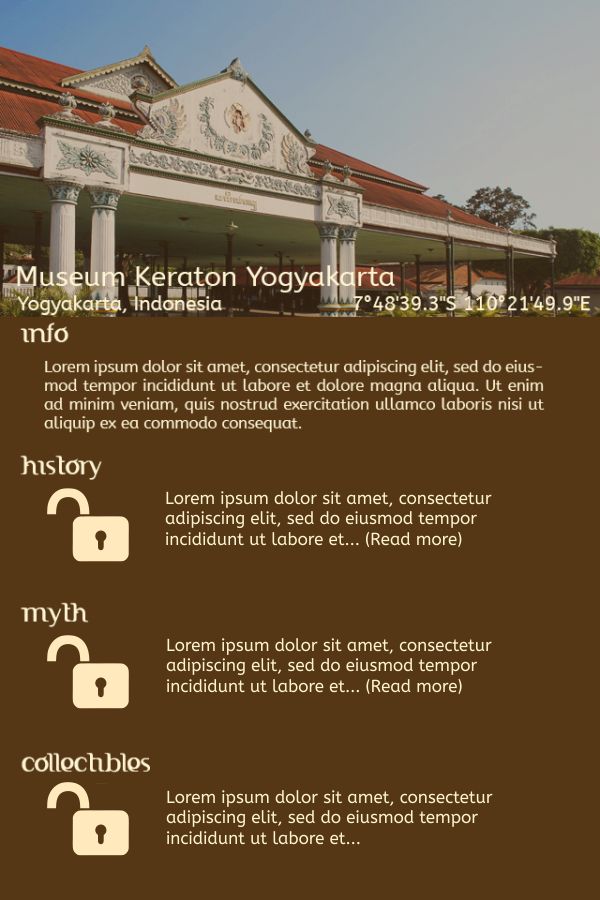 Museum Keraton Yogyakarta
Yogyakarta, Indonesia 7°48'39.3"S 110°21'49.9"E
info
Lorem ipsum dolor sit amet, consectetur adipiscing elit, sed do eius-
mod tempor incididunt ut labore et dolore magna aliqua. Ut enim
ad minim veniam, quis nostrud exercitation ullamco laboris nisi ut
aliquip ex ea commodo consequat.
history
Lorem ipsum dolor sit amet, consectetur
adipiscing elit, sed do eiusmod tempor
incididunt ut labore et... (Read more)
myth
Lorem ipsum dolor sit amet, consectetur
adipiscing elit, sed do eiusmod tempor
incididunt ut labore et... (Read more)
collectibles
Lorem ipsum dolor sit amet, consectetur
adipiscing elit, sed do eiusmod tempor
incididunt ut labore et...